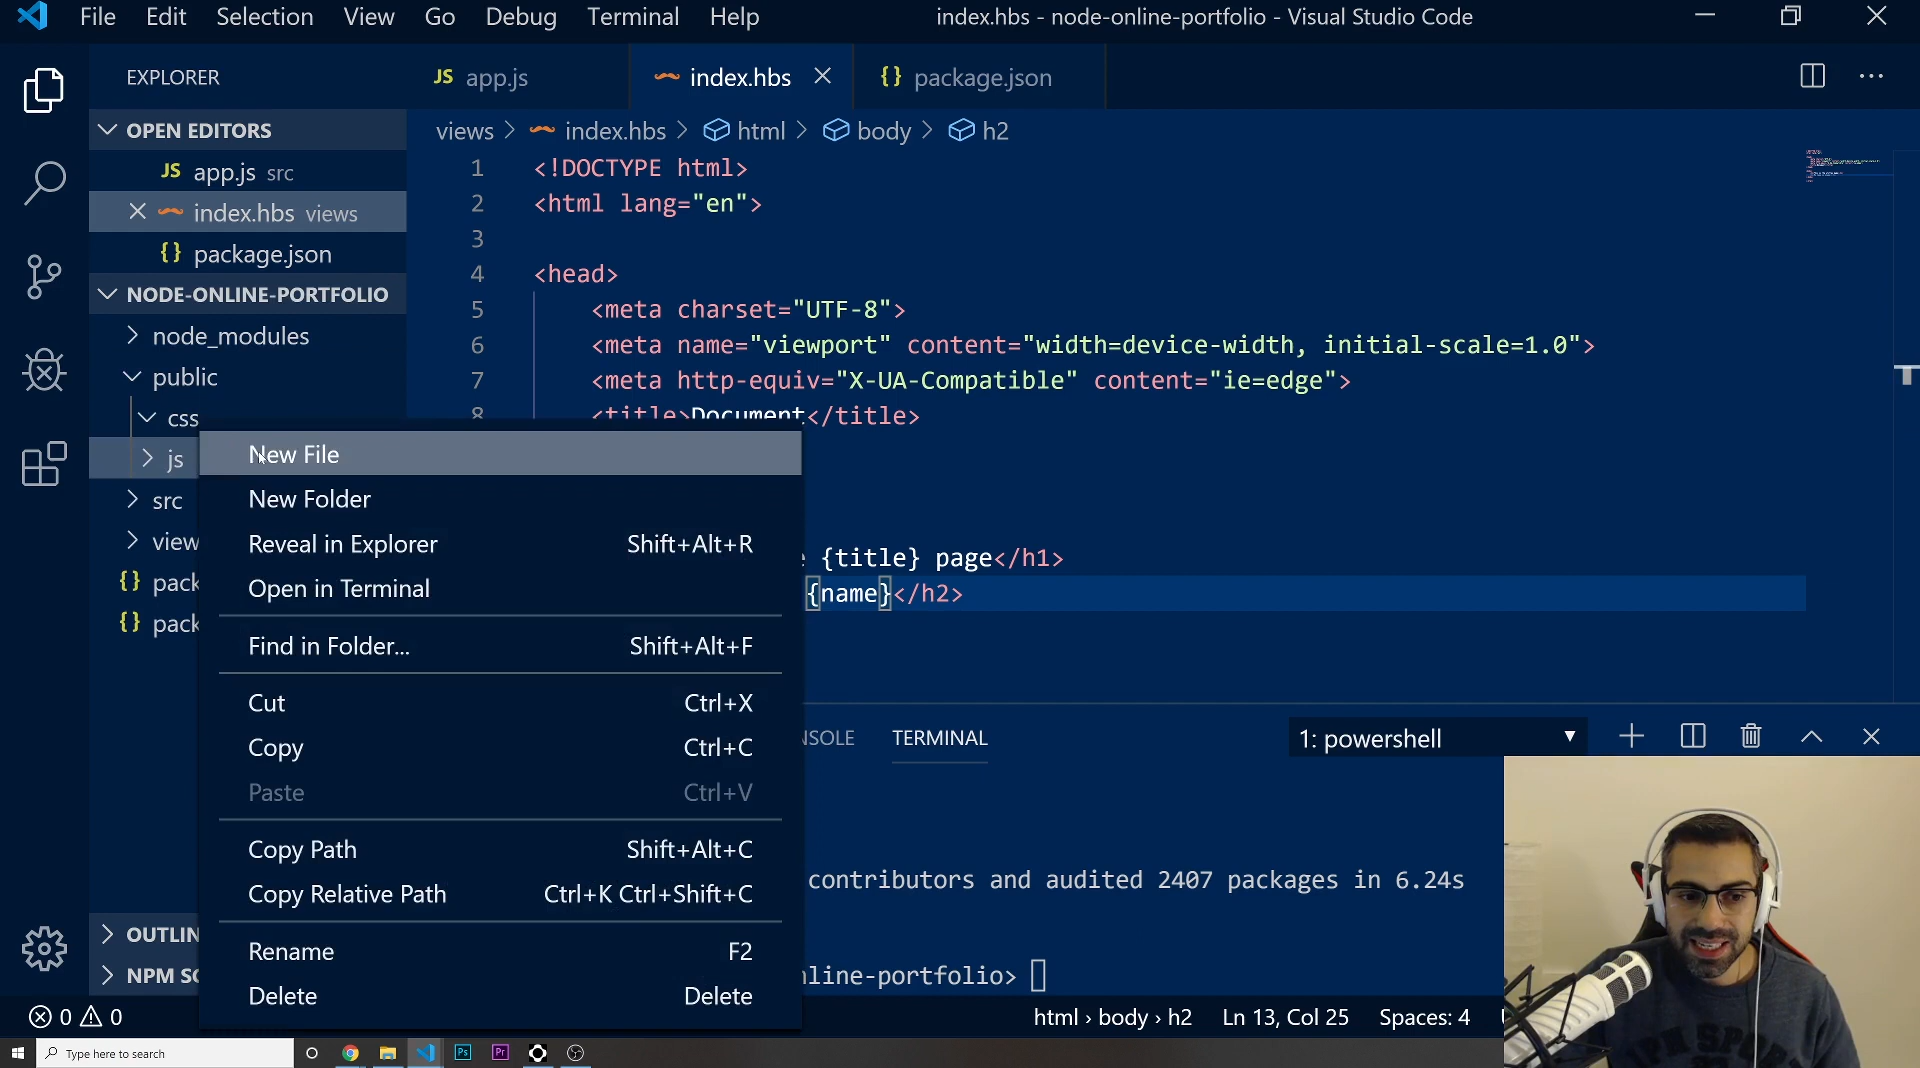 File Edit Selection View Go Debug Terminal Help
index.hbs - node-online-portfolio - Visual Studio Code
EXPLORER
JS app.js
index.hbs
{} package.json
OPEN EDITORS
JS app.js src
index.hbs views
{} package.json
NODE-ONLINE-PORTFOLIO
node_modules
public
css
js
src
view
{} pack
{} pack
OUTLIN
NPM SC
views > index.hbs > html > body > h2
1 <!DOCTYPE html>
2 <html lang="en">
3
4 <head>
5 <meta charset="UTF-8">
6 <meta name="viewport" content="width=device-width, initial-scale=1.0">
7 <meta http-equiv="X-UA-Compatible" content="ie=edge">
8 <title>Document</title>
{title} page</h1>
{name}</h2>
New File
New Folder
Reveal in Explorer Shift+Alt+R
Open in Terminal
Find in Folder... Shift+Alt+F
Cut Ctrl+X
Copy Ctrl+C
Paste Ctrl+V
Copy Path Shift+Alt+C
Copy Relative Path Ctrl+K Ctrl+Shift+C
Rename F2
Delete Delete
NSOLE TERMINAL
1: powershell
contributors and audited 2407 packages in 6.24s
nline-portfolio>
0 0
html › body › h2 Ln 13, Col 25 Spaces: 4
Type here to search
Ps
Pr